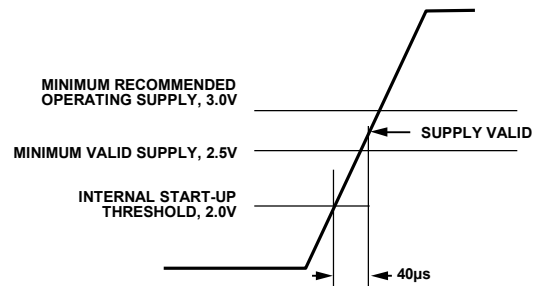 MINIMUM RECOMMENDED
OPERATING SUPPLY, 3.0V
SUPPLY VALID
MINIMUM VALID SUPPLY, 2.5V
INTERNAL START-UP
THRESHOLD, 2.0V
40µs